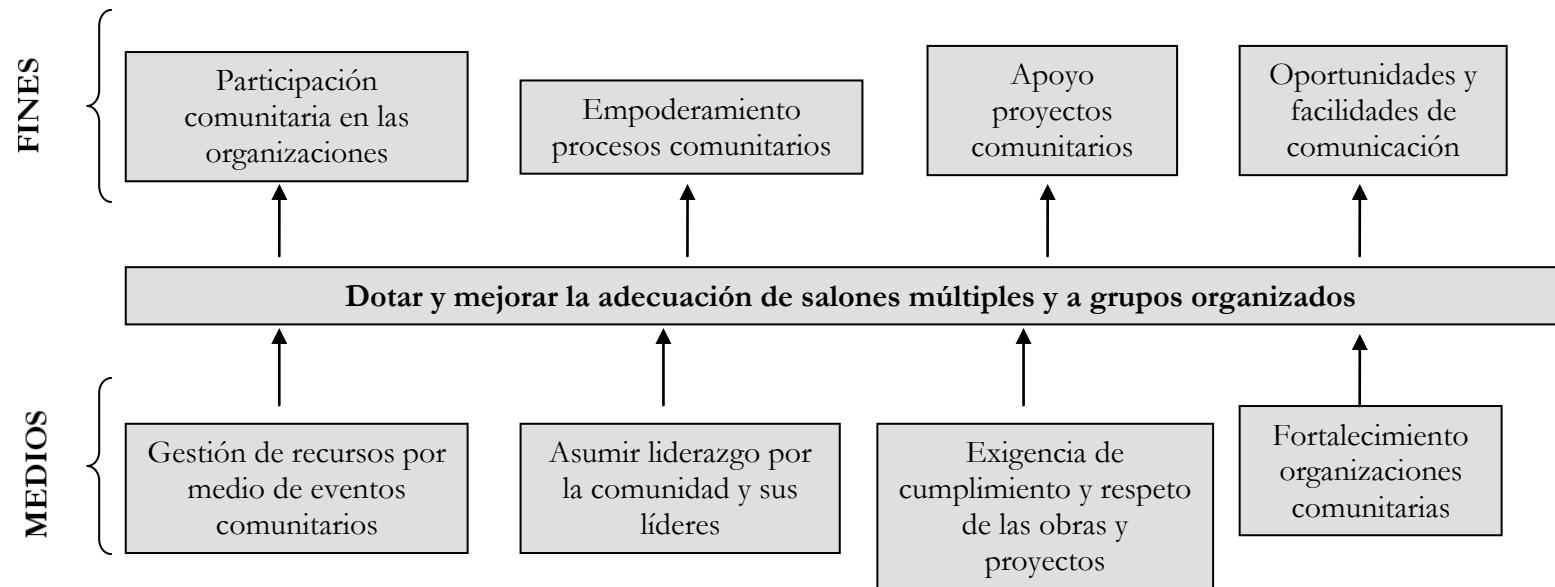 FINES
Participación
comunitaria en las
organizaciones
Empoderamiento
procesos comunitarios
Apoyo
proyectos
comunitarios
Oportunidades y
facilidades de
comunicación
Dotar y mejorar la adecuación de salones múltiples y a grupos organizados
MEDIOS
Gestión de recursos por
medio de eventos
comunitarios
Asumir liderazgo por
la comunidad y sus
líderes
Exigencia de
cumplimiento y respeto
de las obras y
proyectos
Fortalecimiento
organizaciones
comunitarias